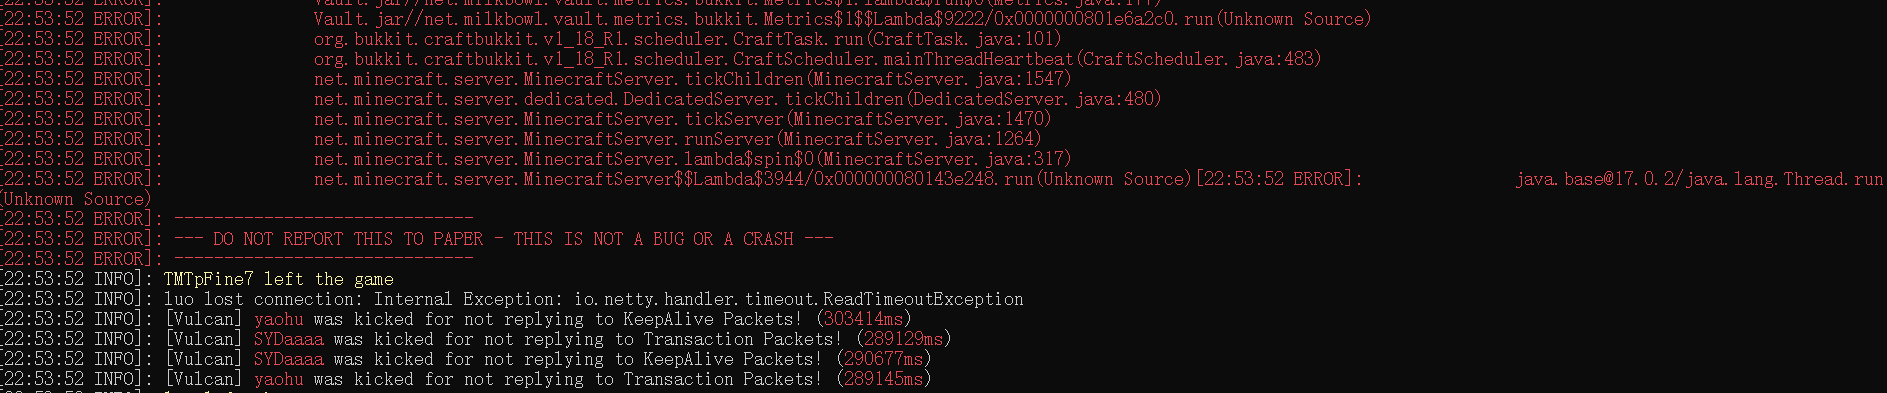 Vault.jar//net.milkbowl.vault.metrics.bukkit.Metrics$1.lambda$run$0(Metrics.java:177)
[22:53:52 ERROR]: Vault.jar//net.milkbowl.vault.metrics.bukkit.Metrics$1$$Lambda$9222/0x0000000801e6a2c0.run(Unknown Source)
[22:53:52 ERROR]: org.bukkit.craftbukkit.v1_18_R1.scheduler.CraftTask.run(CraftTask.java:101)
[22:53:52 ERROR]: org.bukkit.craftbukkit.v1_18_R1.scheduler.CraftScheduler.mainThreadHeartbeat(CraftScheduler.java:483)
[22:53:52 ERROR]: net.minecraft.server.MinecraftServer.tickChildren(MinecraftServer.java:1547)
[22:53:52 ERROR]: net.minecraft.server.dedicated.DedicatedServer.tickChildren(DedicatedServer.java:480)
[22:53:52 ERROR]: net.minecraft.server.MinecraftServer.tickServer(MinecraftServer.java:1470)
[22:53:52 ERROR]: net.minecraft.server.MinecraftServer.runServer(MinecraftServer.java:1264)
[22:53:52 ERROR]: net.minecraft.server.MinecraftServer.lambda$spin$0(MinecraftServer.java:317)
[22:53:52 ERROR]: net.minecraft.server.MinecraftServer$$Lambda$3944/0x000000080143e248.run(Unknown Source)[22:53:52 ERROR]: java.base@17.0.2/java.lang.Thread.run
(Unknown Source)
[22:53:52 ERROR]: ------------------------------
[22:53:52 ERROR]: --- DO NOT REPORT THIS TO PAPER - THIS IS NOT A BUG OR A CRASH ---
[22:53:52 ERROR]: ------------------------------
[22:53:52 INFO]: TMTpFine7 left the game
[22:53:52 INFO]: luo lost connection: Internal Exception: io.netty.handler.timeout.ReadTimeoutException
[22:53:52 INFO]: [Vulcan] yaohu was kicked for not replying to KeepAlive Packets! (303414ms)
[22:53:52 INFO]: [Vulcan] SYDaaaa was kicked for not replying to Transaction Packets! (289129ms)
[22:53:52 INFO]: [Vulcan] SYDaaaa was kicked for not replying to KeepAlive Packets! (290677ms)
[22:53:52 INFO]: [Vulcan] yaohu was kicked for not replying to Transaction Packets! (289145ms)